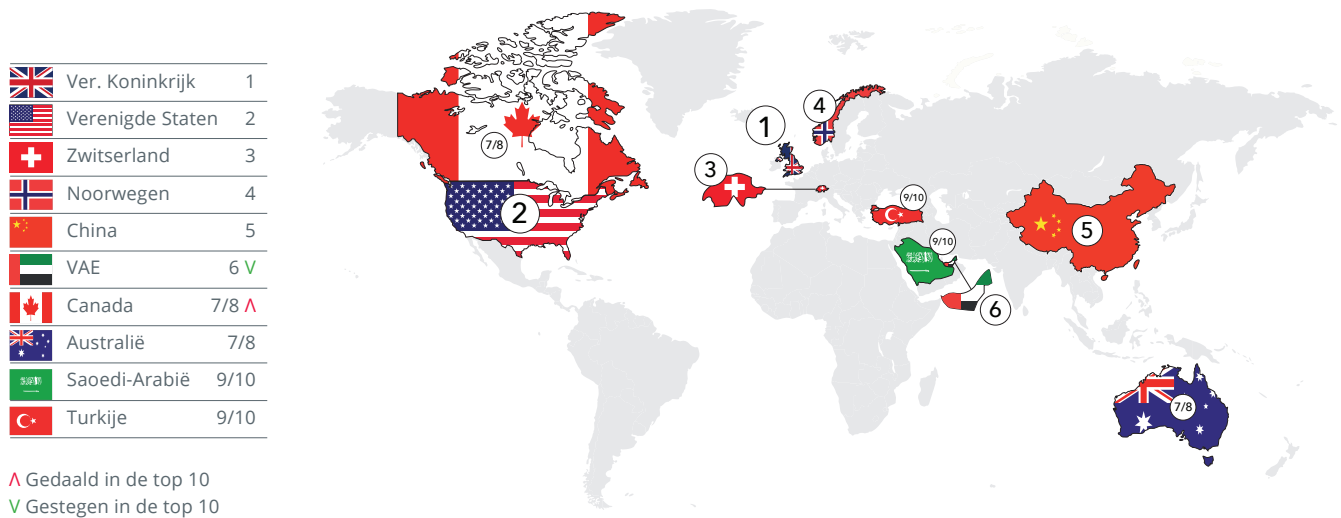 Ver. Koninkrijk 1
Verenigde Staten 2
Zwitserland 3
Noorwegen 4
China 5
VAE 6 V
Canada 7/8 Λ
Australië 7/8
Saoedi-Arabië 9/10
Turkije 9/10
Λ Gedaald in de top 10
V Gestegen in de top 10
4
1
7/8
3
9/10
2
5
9/10
6
7/8